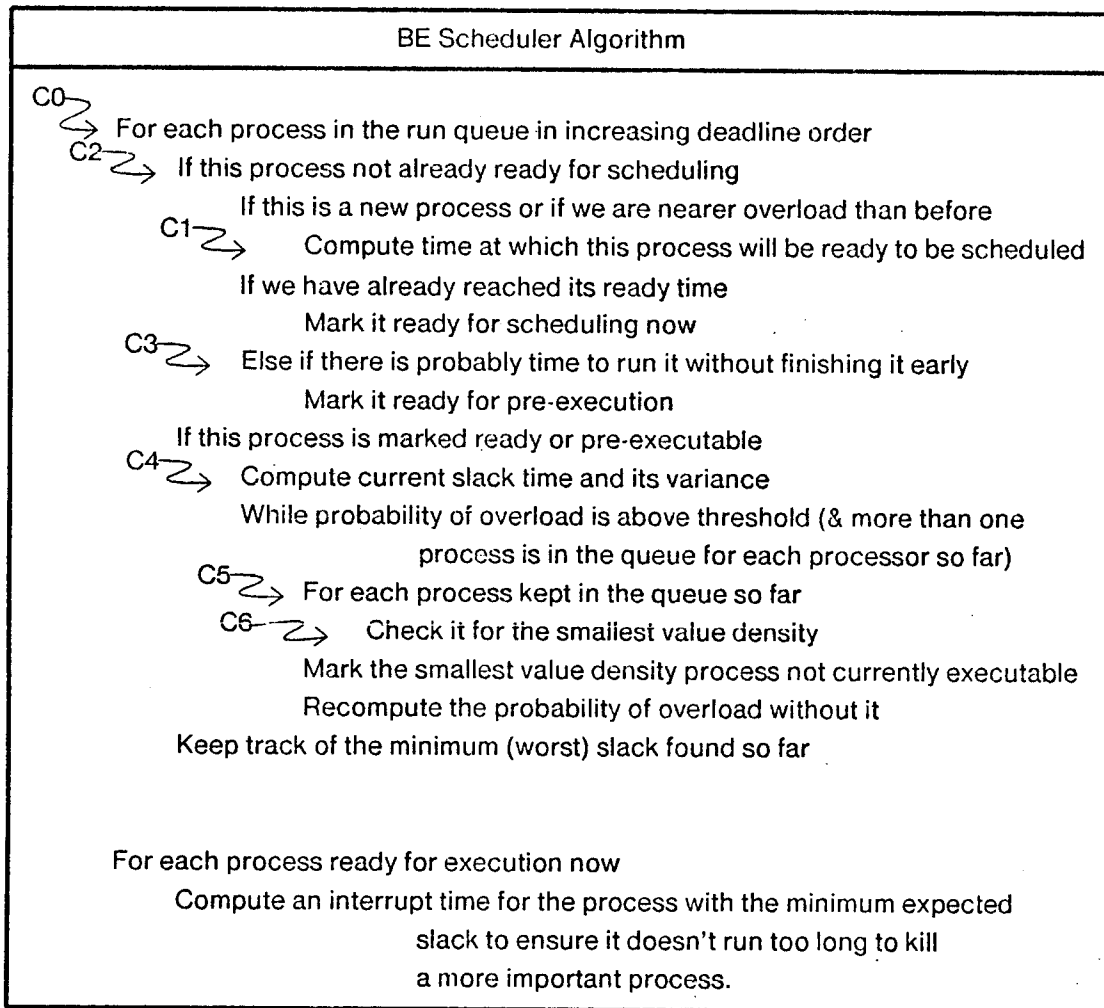 BE Scheduler Algorithm
C0
For each process in the run queue in increasing deadline order
C2
If this process not already ready for scheduling
If this is a new process or if we are nearer overload than before
C1
Compute time at which this process will be ready to be scheduled
If we have already reached its ready time
Mark it ready for scheduling now
C3
Else if there is probably time to run it without finishing it early
Mark it ready for pre-execution
If this process is marked ready or pre-executable
C4
Compute current slack time and its variance
While probability of overload is above threshold (& more than one
process is in the queue for each processor so far)
C5
For each process kept in the queue so far
C6
Check it for the smallest value density
Mark the smallest value density process not currently executable
Recompute the probability of overload without it
Keep track of the minimum (worst) slack found so far
For each process ready for execution now
Compute an interrupt time for the process with the minimum expected
slack to ensure it doesn't run too long to kill
a more important process.